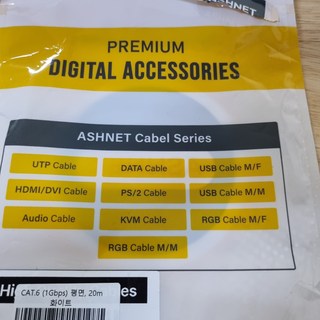 ASHNET
PREMIUM
DIGITAL ACCESSORIES
ASHNET Cabel Series
UTP Cable DATA Cable USB Cable M/F
HDMI/DVI Cable PS/2 Cable USB Cable M/M
Audio Cable KVM Cable RGB Cable M/F
RGB Cable M/M
CAT.6 (1Gbps) 평면, 20m
화이트